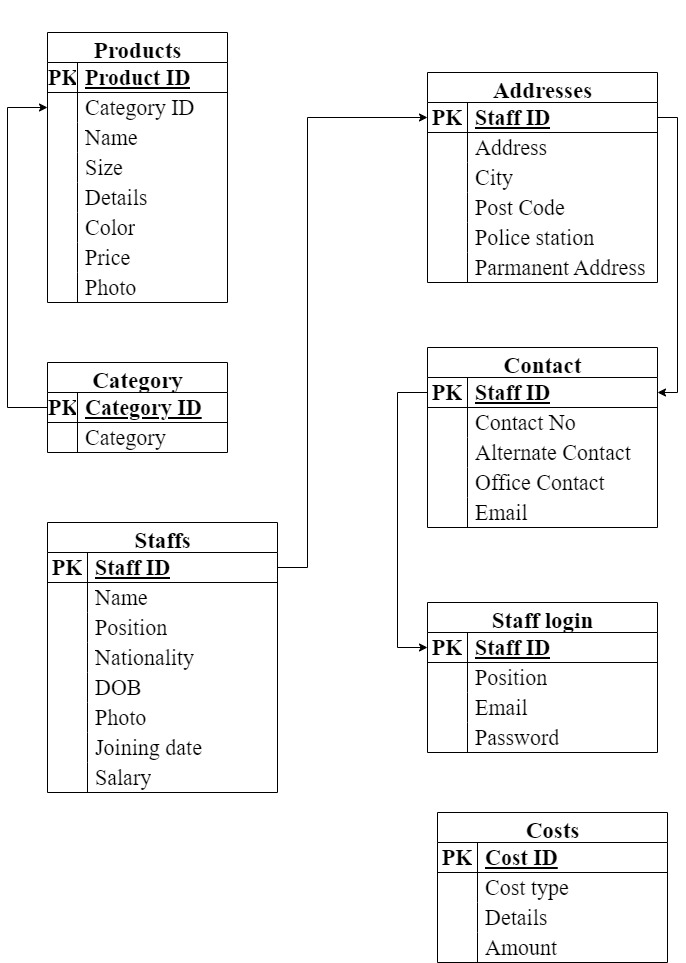 Products
PK Product ID
Category ID
Name
Size
Details
Color
Price
Photo
Category
PK Category ID
Category
Staffs
PK Staff ID
Name
Position
Nationality
DOB
Photo
Joining date
Salary
Addresses
PK Staff ID
Address
City
Post Code
Police station
Parmanent Address
Contact
PK Staff ID
Contact No
Alternate Contact
Office Contact
Email
Staff login
PK Staff ID
Position
Email
Password
Costs
PK Cost ID
Cost type
Details
Amount